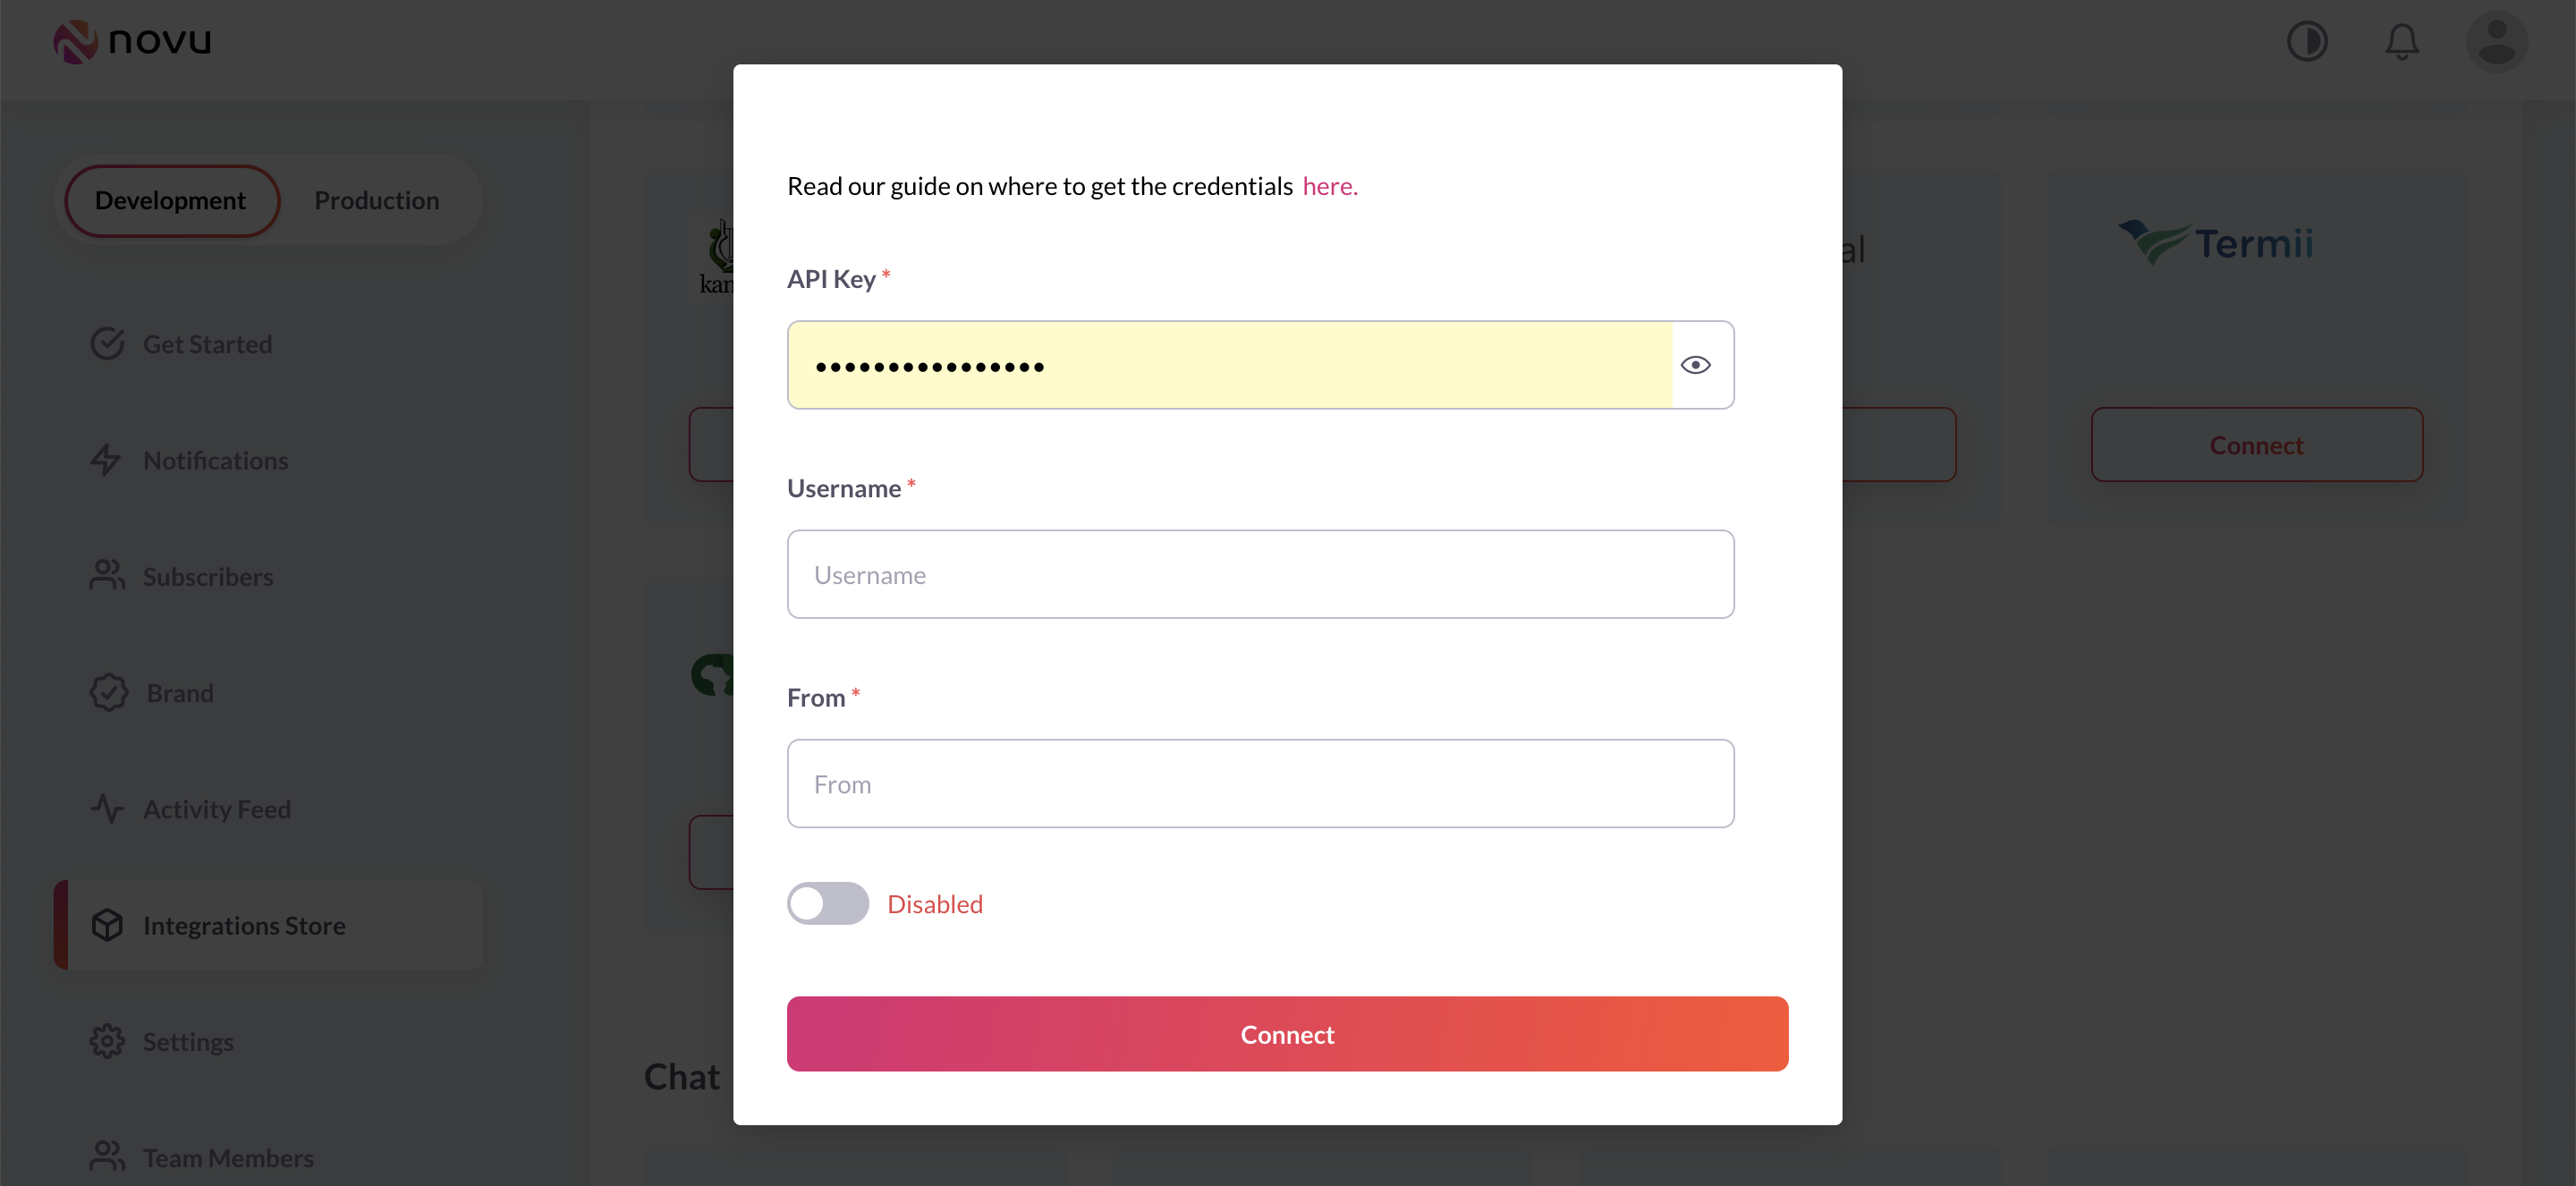 novu
Development Production
Get Started
Notifications
Subscribers
Brand
Activity Feed
Integrations Store
Settings
Team Members
Read our guide on where to get the credentials here.
API Key *
••••••••••••••••
Username *
Username
From *
From
Disabled
Connect
kan
al
Termii
Connect
Chat